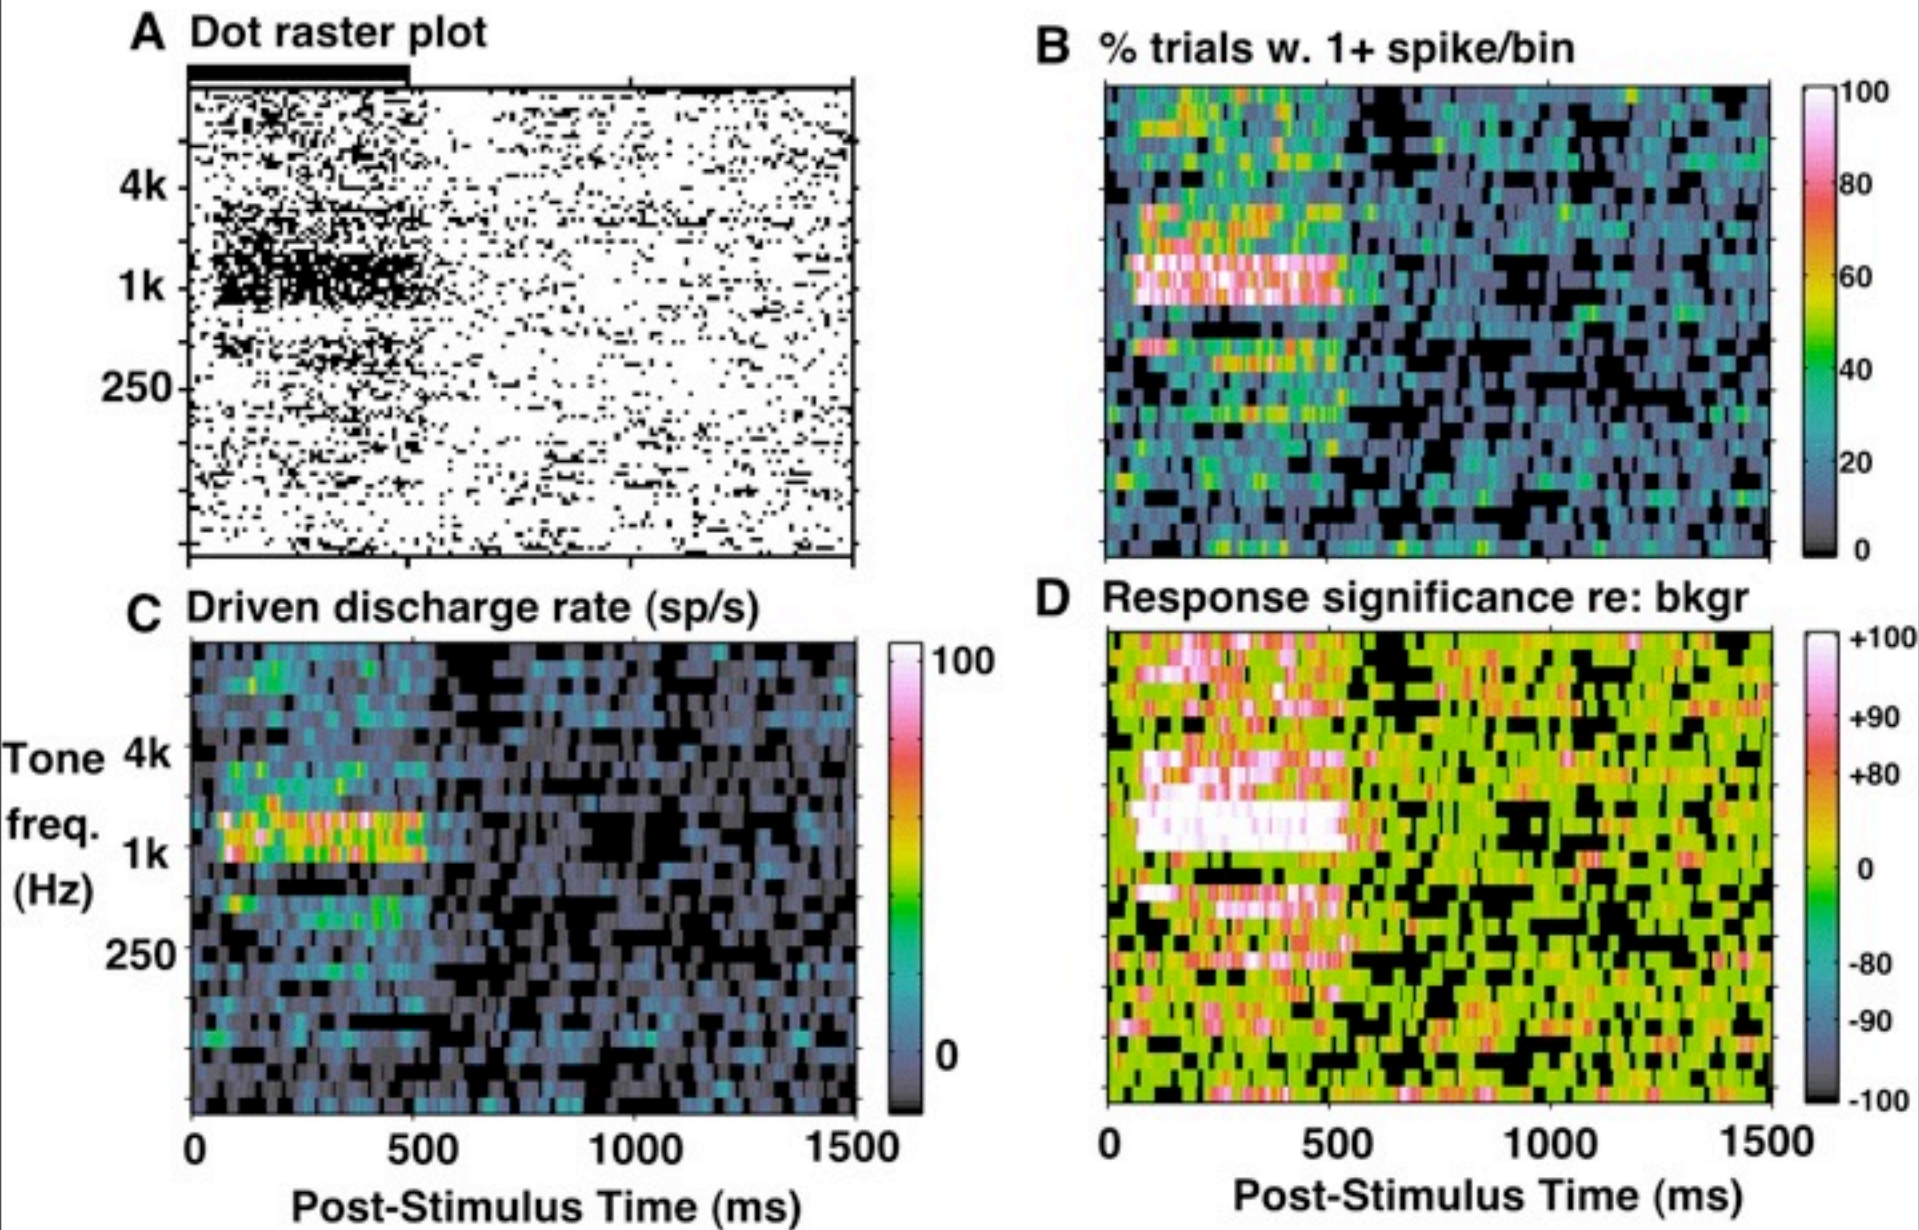 A Dot raster plot
4k
1k
250
B % trials w. 1+ spike/bin
100
80
60
40
20
0
C Driven discharge rate (sp/s)
100
0
Tone
freq.
(Hz)
4k
1k
250
0 500 1000 1500
Post-Stimulus Time (ms)
D Response significance re: bkgr
+100
+90
+80
0
-80
-90
-100
0 500 1000 1500
Post-Stimulus Time (ms)